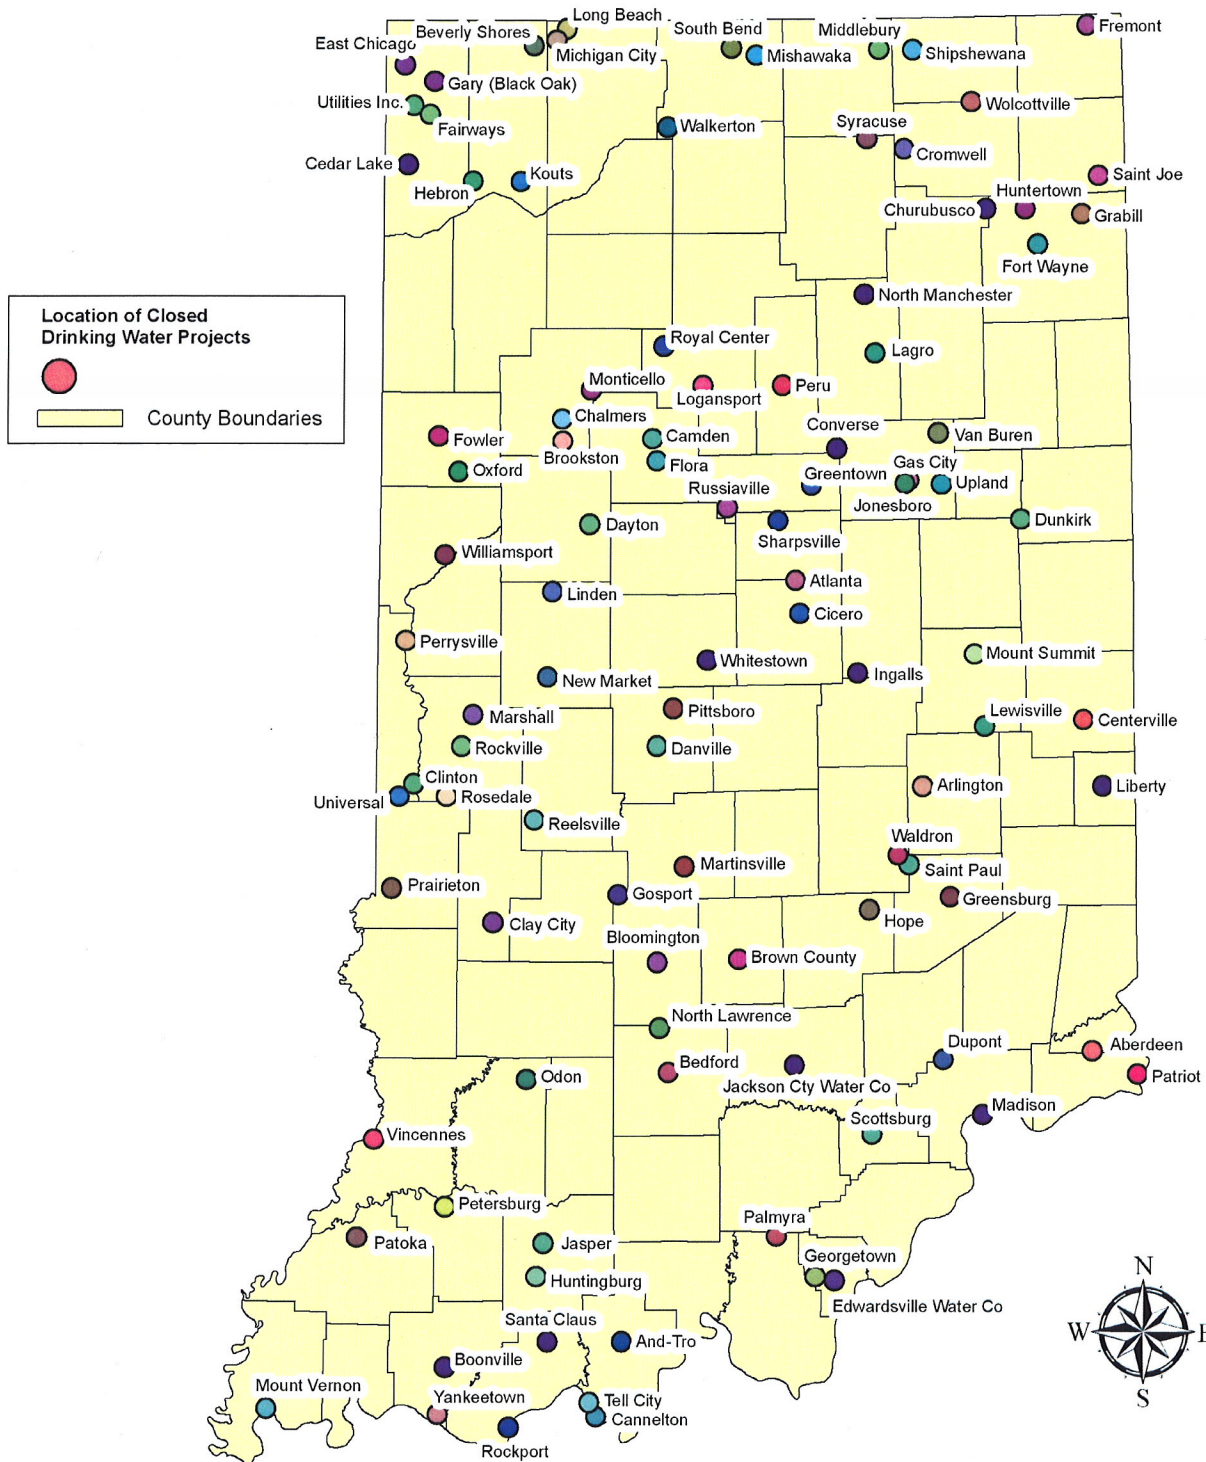 Long Beach
Beverly Shores
South Bend
Middlebury
Fremont
East Chicago
Michigan City
Mishawaka
Shipshewana
Gary (Black Oak)
Utilities Inc.
Wolcottville
Fairways
Walkerton
Syracuse
Cromwell
Cedar Lake
Hebron
Kouts
Saint Joe
Huntertown
Churubusco
Grabill
Fort Wayne
North Manchester
Location of Closed
Drinking Water Projects
County Boundaries
Royal Center
Lagro
Monticello
Logansport
Peru
Chalmers
Converse
Fowler
Brookston
Camden
Van Buren
Oxford
Flora
Greentown
Gas City
Upland
Russiaville
Jonesboro
Dayton
Sharpsville
Dunkirk
Williamsport
Atlanta
Linden
Cicero
Perrysville
Whitestown
Mount Summit
New Market
Ingalls
Marshall
Pittsboro
Lewisville
Centerville
Rockville
Danville
Clinton
Universal
Rosedale
Arlington
Liberty
Reelsville
Waldron
Martinsville
Saint Paul
Prairieton
Gosport
Greensburg
Clay City
Hope
Bloomington
Brown County
North Lawrence
Dupont
Aberdeen
Odon
Bedford
Jackson Cty Water Co
Patriot
Madison
Scottsburg
Vincennes
Petersburg
Palmyra
Patoka
Jasper
Georgetown
Huntingburg
Edwardsville Water Co
Santa Claus
And-Tro
Boonville
Mount Vernon
Yankeetown
Tell City
Cannelton
Rockport
N
W
E
S